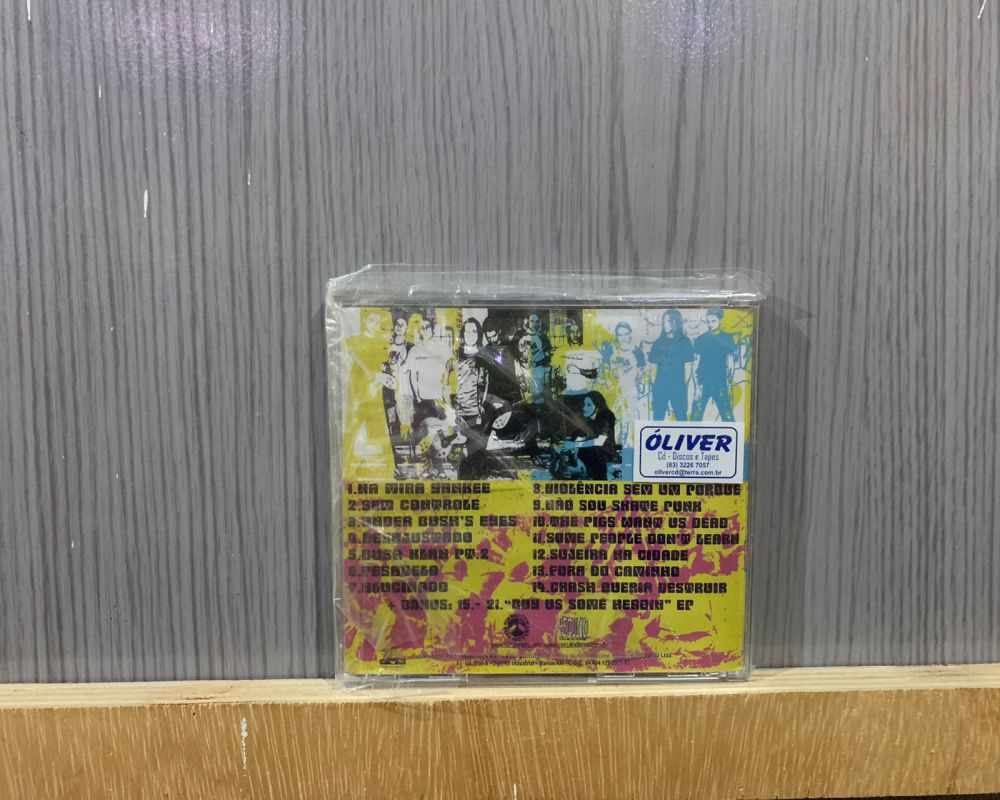 ÓLIVER
Cd - Discos e Tapes
(83) 3226 7057
olivercd@terra.com.br
1. NA MIRA YANKEE
2. SEM CONTROLE
3. UNDER BUSH'S EYES
4. DESAJUSTADO
5. BUSH KLAN PT. 2
6. PESADELO
7. ALUCINADO
8. VIOLÊNCIA SEM UM PORQUE
9. NÃO SOU SKATE PUNK
10. THE PIGS WANT US DEAD
11. SOME PEOPLE DON'T LEARN
12. SUJEIRA NA CIDADE
13. FORA DO CAMINHO
14. CRASH QUERIA DESTRUIR
+ BONUS: 15.- 21. "BUY US SOME HEROIN" EP